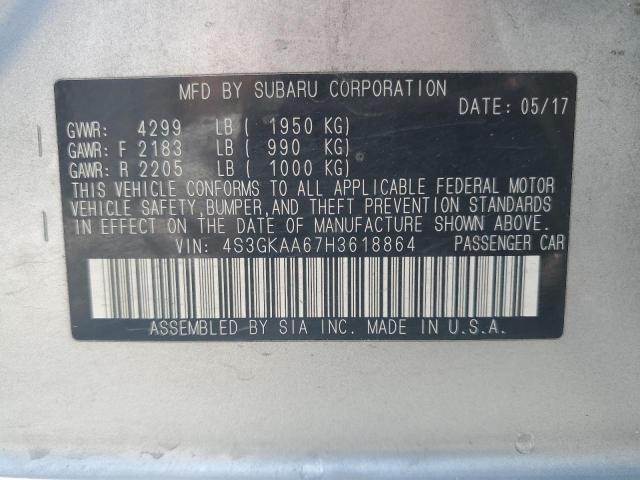 MFD BY SUBARU CORPORATION
DATE: 05/17
GVWR: 4299 LB ( 1950 KG)
GAWR: F 2183 LB ( 990 KG)
GAWR: R 2205 LB ( 1000 KG)
THIS VEHICLE CONFORMS TO ALL APPLICABLE FEDERAL MOTOR
VEHICLE SAFETY,BUMPER,AND THEFT PREVENTION STANDARDS
IN EFFECT ON THE DATE OF MANUFACTURE SHOWN ABOVE.
VIN: 4S3GKAA67H3618864 PASSENGER CAR
ASSEMBLED BY SIA INC. MADE IN U.S.A.